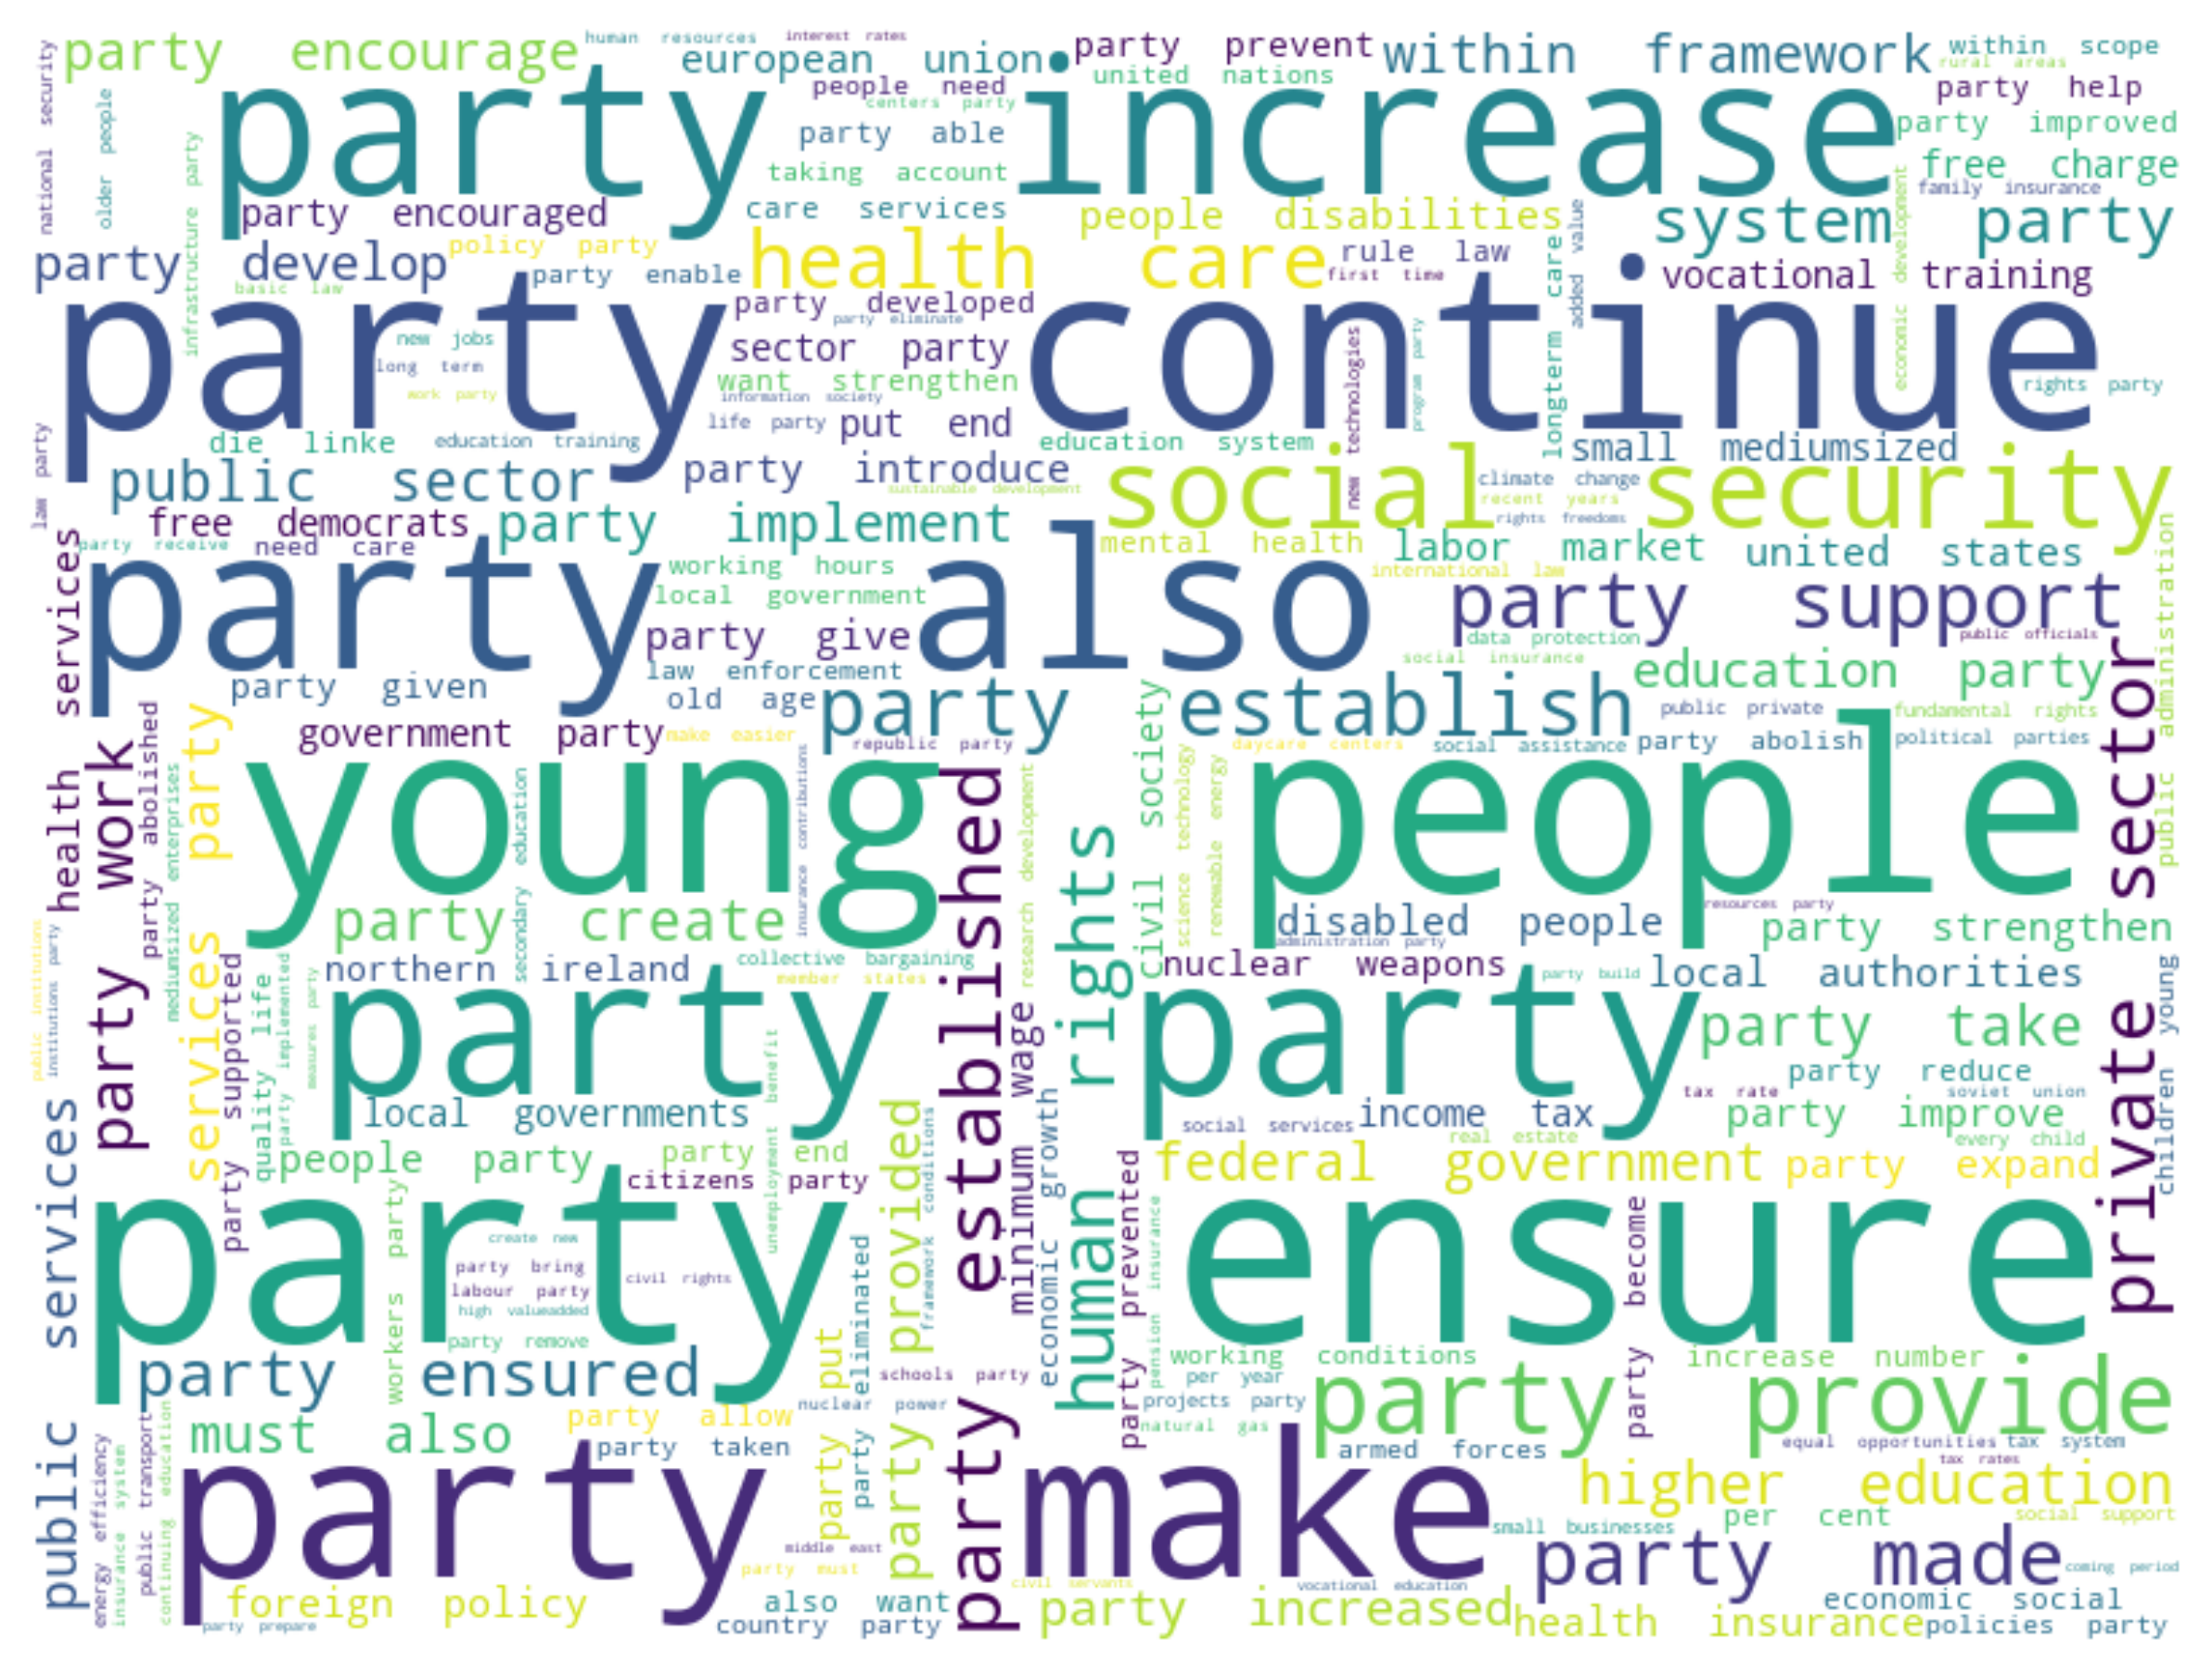 party encourage
human resources
interest rates
european union
party prevent
within framework
within scope
rural areas
united nations
people need
centers party
party help
party increase
party able
party improved
taking account
free charge
family insurance
national security
older people
infrastructure party
party encouraged
care services
people disabilities
system party
policy party
health care
rule law
first time
longterm care
added value
economic development
party develop
party enable
vocational training
basic law
party developed
party eliminate
party continue
new jobs
long term
work party
sector party
want strengthen
information society
life party
put end
new technologies
program party
rights party
die linke
education training
education system
small mediumsized
law party
public sector
party introduce
sustainable development
social security
climate change
recent years
rights freedoms
free democrats
party implement
party receive
need care
mental health
labor market
united states
international law
party also
working hours
local government
party give
party support
data protection
public officials
public administration
social insurance
law enforcement
education party
party given
old age
party establish
public private
fundamental rights
health services
party work
party abolished
services party
government party
make easier
republic party
daycare centers
social assistance
party abolish
political parties
young people
mediumsized enterprises
secondary education
insurance contributions
party established
research development
civil society
science technology
renewable energy
human rights
private sector
party create
disabled people
resources party
party strengthen
administration party
public institutions
institutions party
northern ireland
collective bargaining
member states
nuclear weapons
party build
local authorities
party supported
quality life
party implemented
measures party
party party
party take
children young
minimum wage
economic growth
unemployment benefit
party provided
framework conditions
party reduce
tax rate
soviet union
local governments
social services
income tax
party improve
real estate
every child
people party
party end
federal government
party expand
public services
citizens party
party prevented
pension insurance
party become
party ensure
workers party
create new
party bring
civil rights
labour party
high valueadded
party remove
party put
party eliminated
party ensured
schools party
working conditions
increase number
per year
projects party
party provide
nuclear power
natural gas
must also
party allow
party taken
armed forces
equal opportunities
tax system
tax rates
energy efficiency
insurance system
public transport
continuing education
party make
higher education
small businesses
per cent
social support
middle east
party must
party made
coming period
civil servants
vocational education
foreign policy
also want
party increased
economic social
party prepare
country party
health insurance
policies party